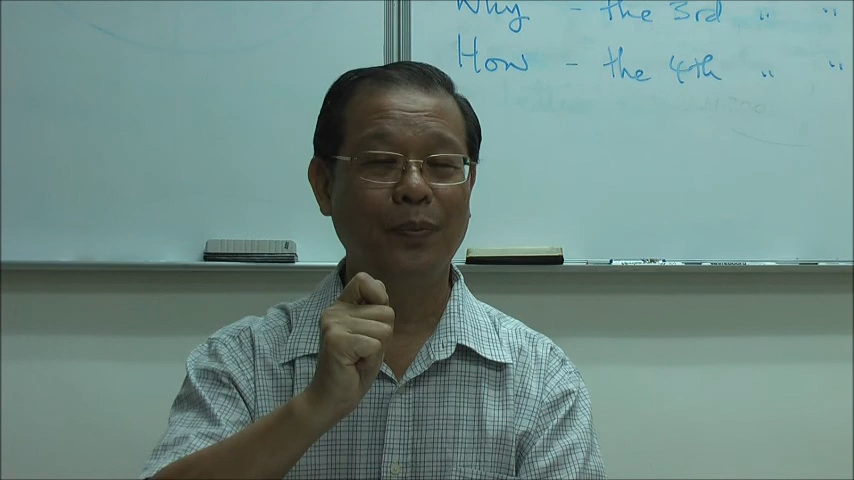 Why - the 3rd " "
How - the 4th " "